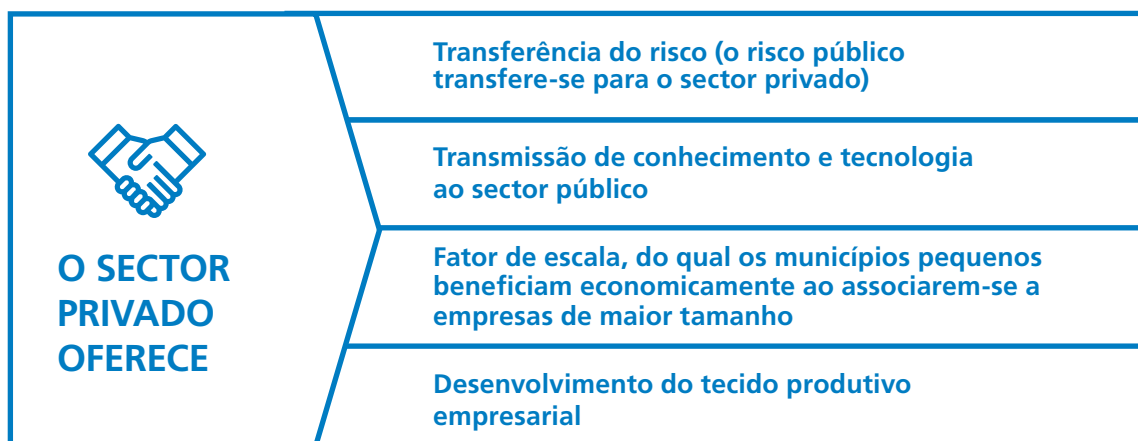 O SECTOR
PRIVADO
OFERECE
Transferência do risco (o risco público
transfere-se para o sector privado)
Transmissão de conhecimento e tecnologia
ao sector público
Fator de escala, do qual os municípios pequenos
beneficiam economicamente ao associarem-se a
empresas de maior tamanho
Desenvolvimento do tecido produtivo
empresarial